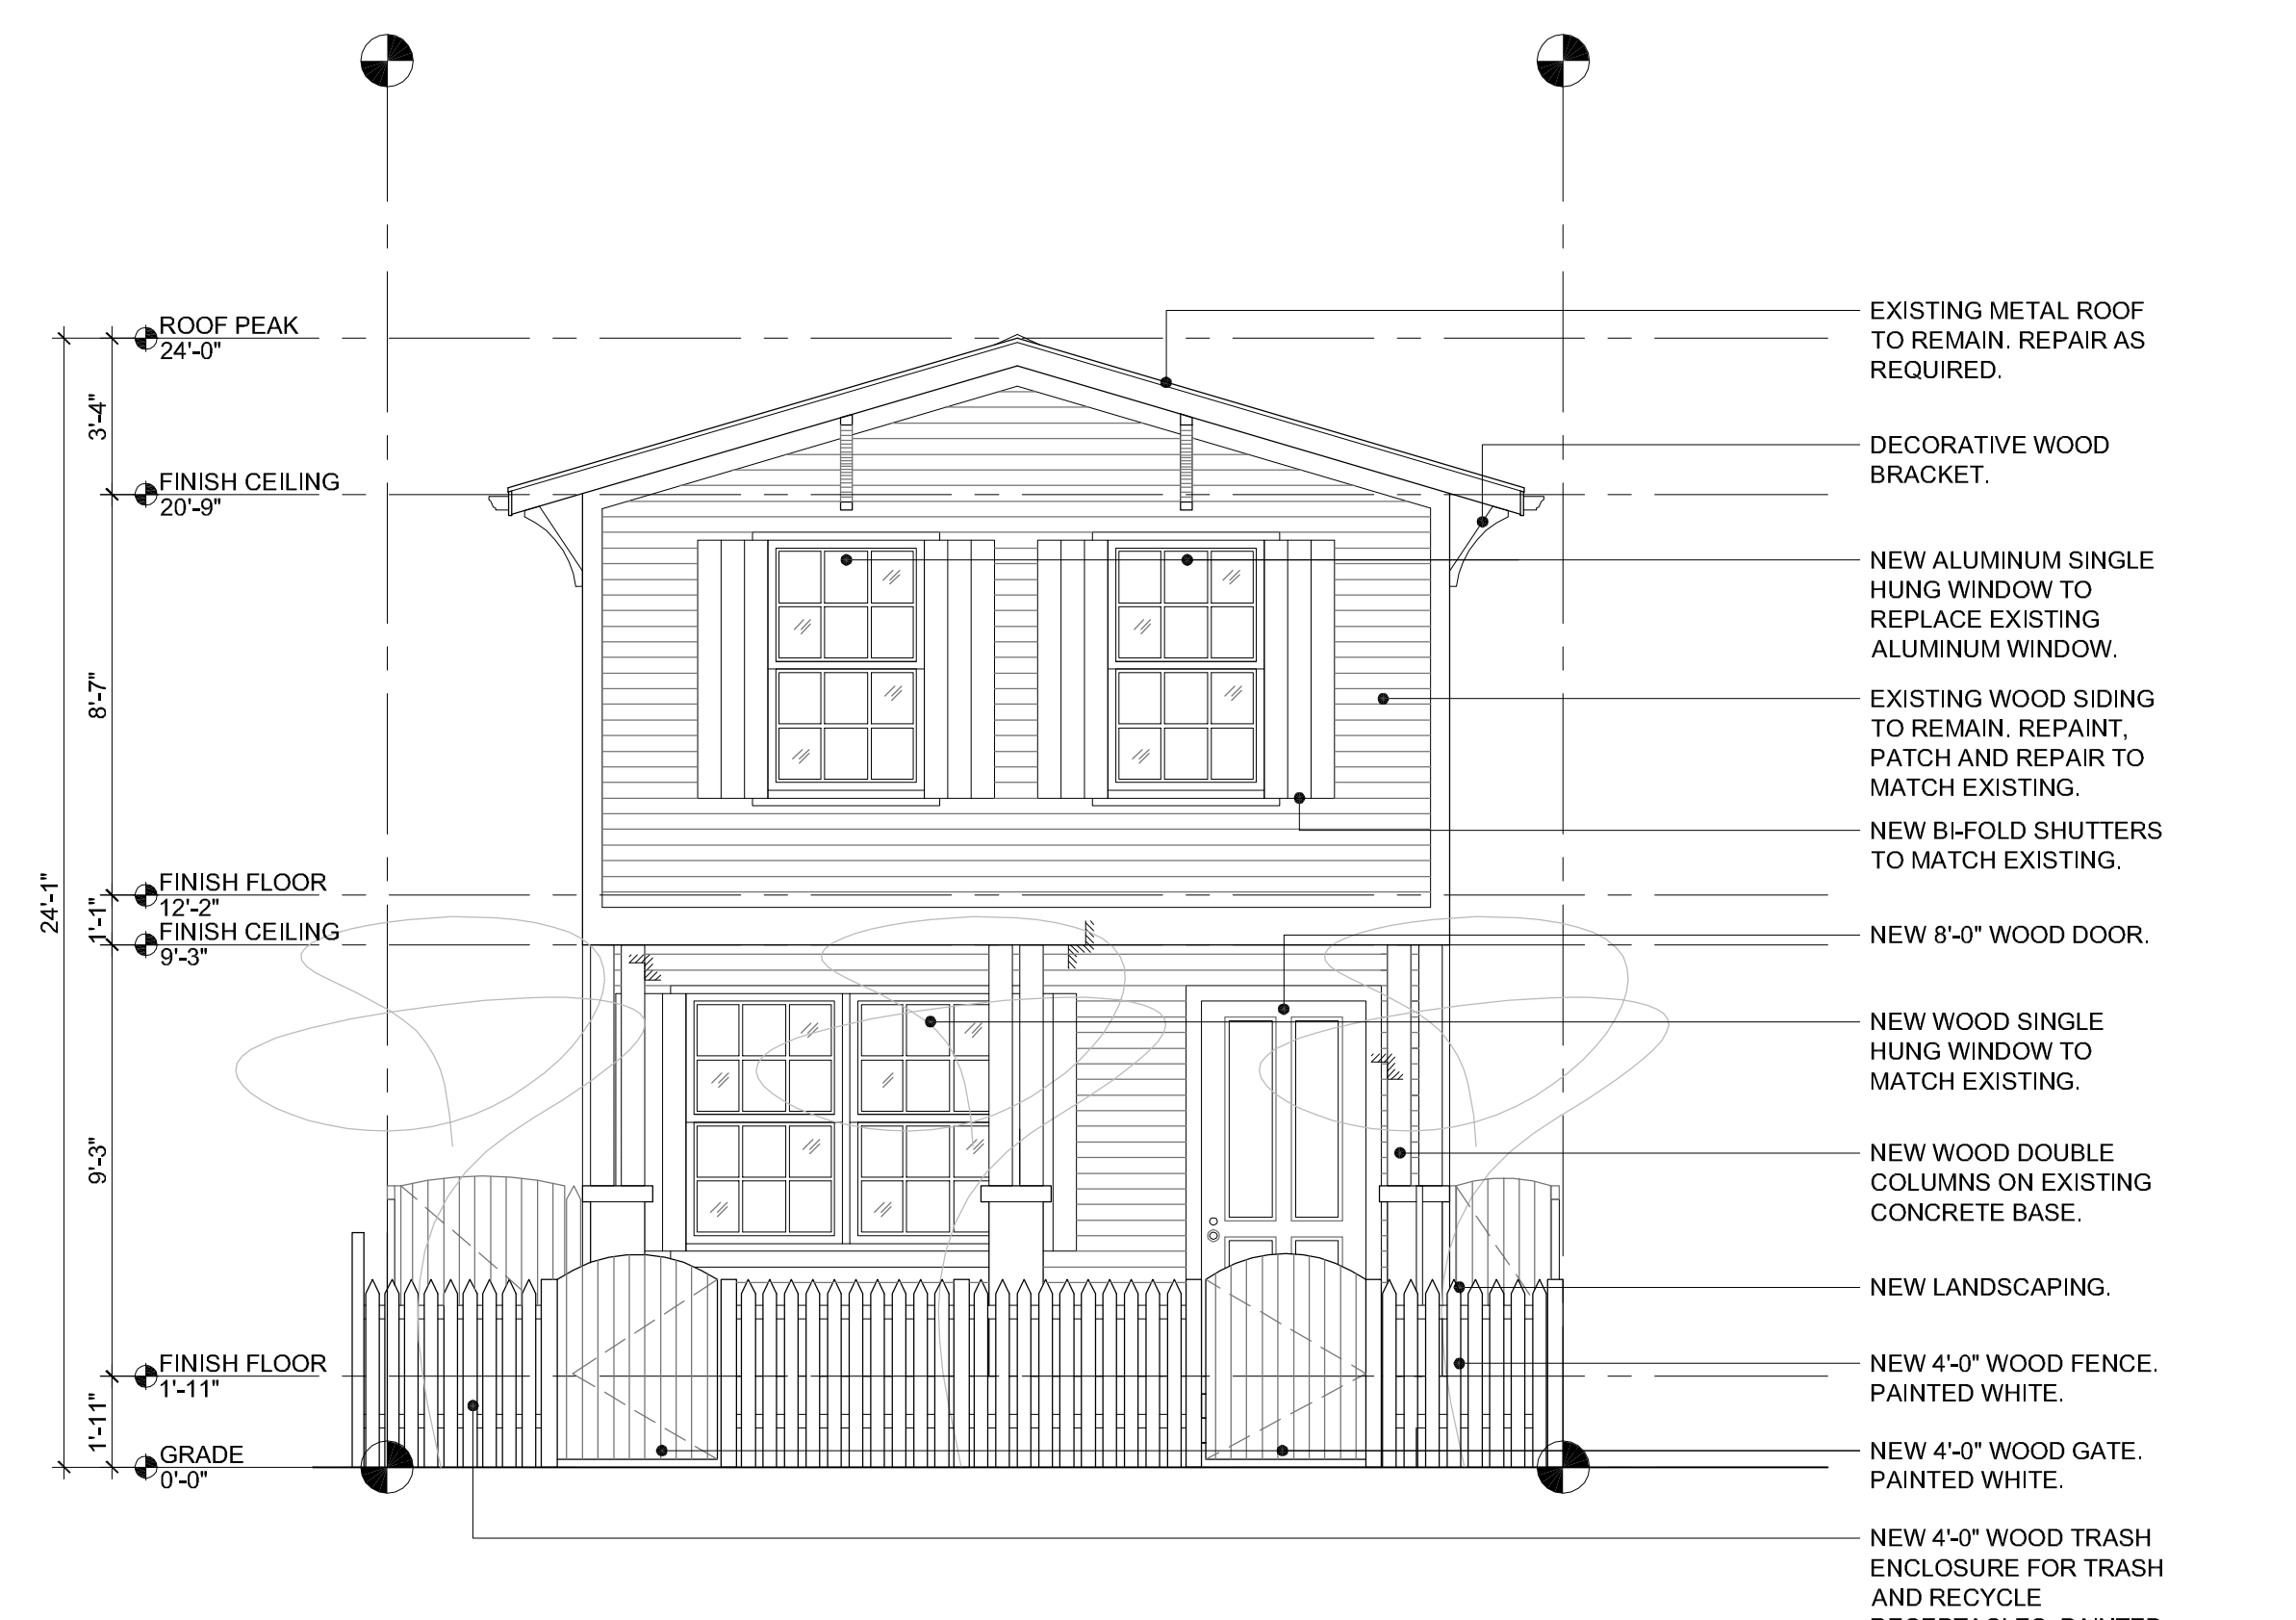 ROOF PEAK
24'-0"
3'-4"
FINISH CEILING
20'-9"
8'-7"
24'-1"
FINISH FLOOR
12'-2"
1'-1"
FINISH CEILING
9'-3"
9'-3"
FINISH FLOOR
1'-11"
1'-11"
GRADE
0'-0"
EXISTING METAL ROOF
TO REMAIN. REPAIR AS
REQUIRED.
DECORATIVE WOOD
BRACKET.
NEW ALUMINUM SINGLE
HUNG WINDOW TO
REPLACE EXISTING
ALUMINUM WINDOW.
EXISTING WOOD SIDING
TO REMAIN. REPAINT,
PATCH AND REPAIR TO
MATCH EXISTING.
NEW BI-FOLD SHUTTERS
TO MATCH EXISTING.
NEW 8'-0" WOOD DOOR.
NEW WOOD SINGLE
HUNG WINDOW TO
MATCH EXISTING.
NEW WOOD DOUBLE
COLUMNS ON EXISTING
CONCRETE BASE.
NEW LANDSCAPING.
NEW 4'-0" WOOD FENCE.
PAINTED WHITE.
NEW 4'-0" WOOD GATE.
PAINTED WHITE.
NEW 4'-0" WOOD TRASH
ENCLOSURE FOR TRASH
AND RECYCLE